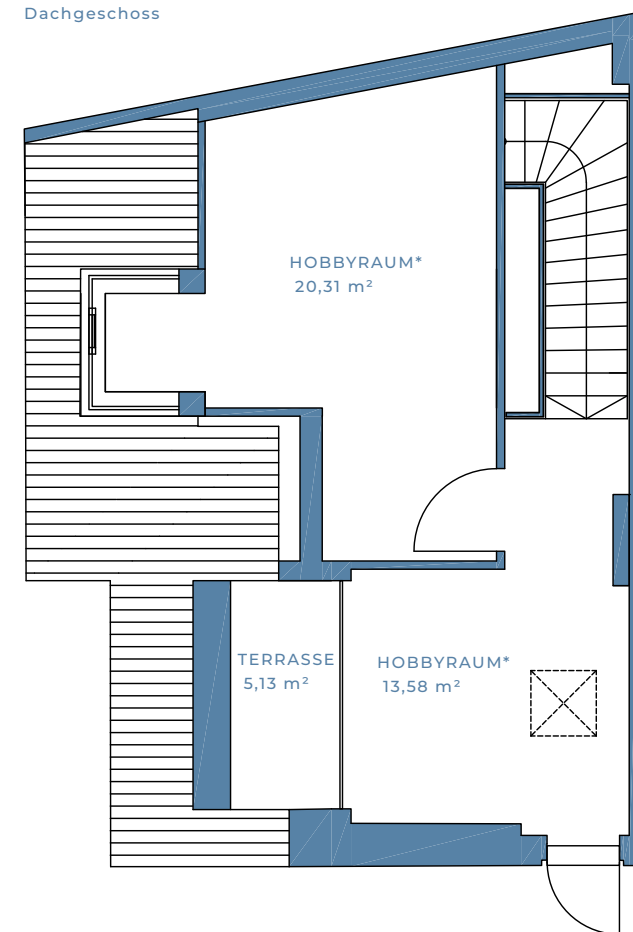 Dachgeschoss
HOBBYRAUM*
20,31 m²
TERRASSE
5,13 m²
HOBBYRAUM*
13,58 m²